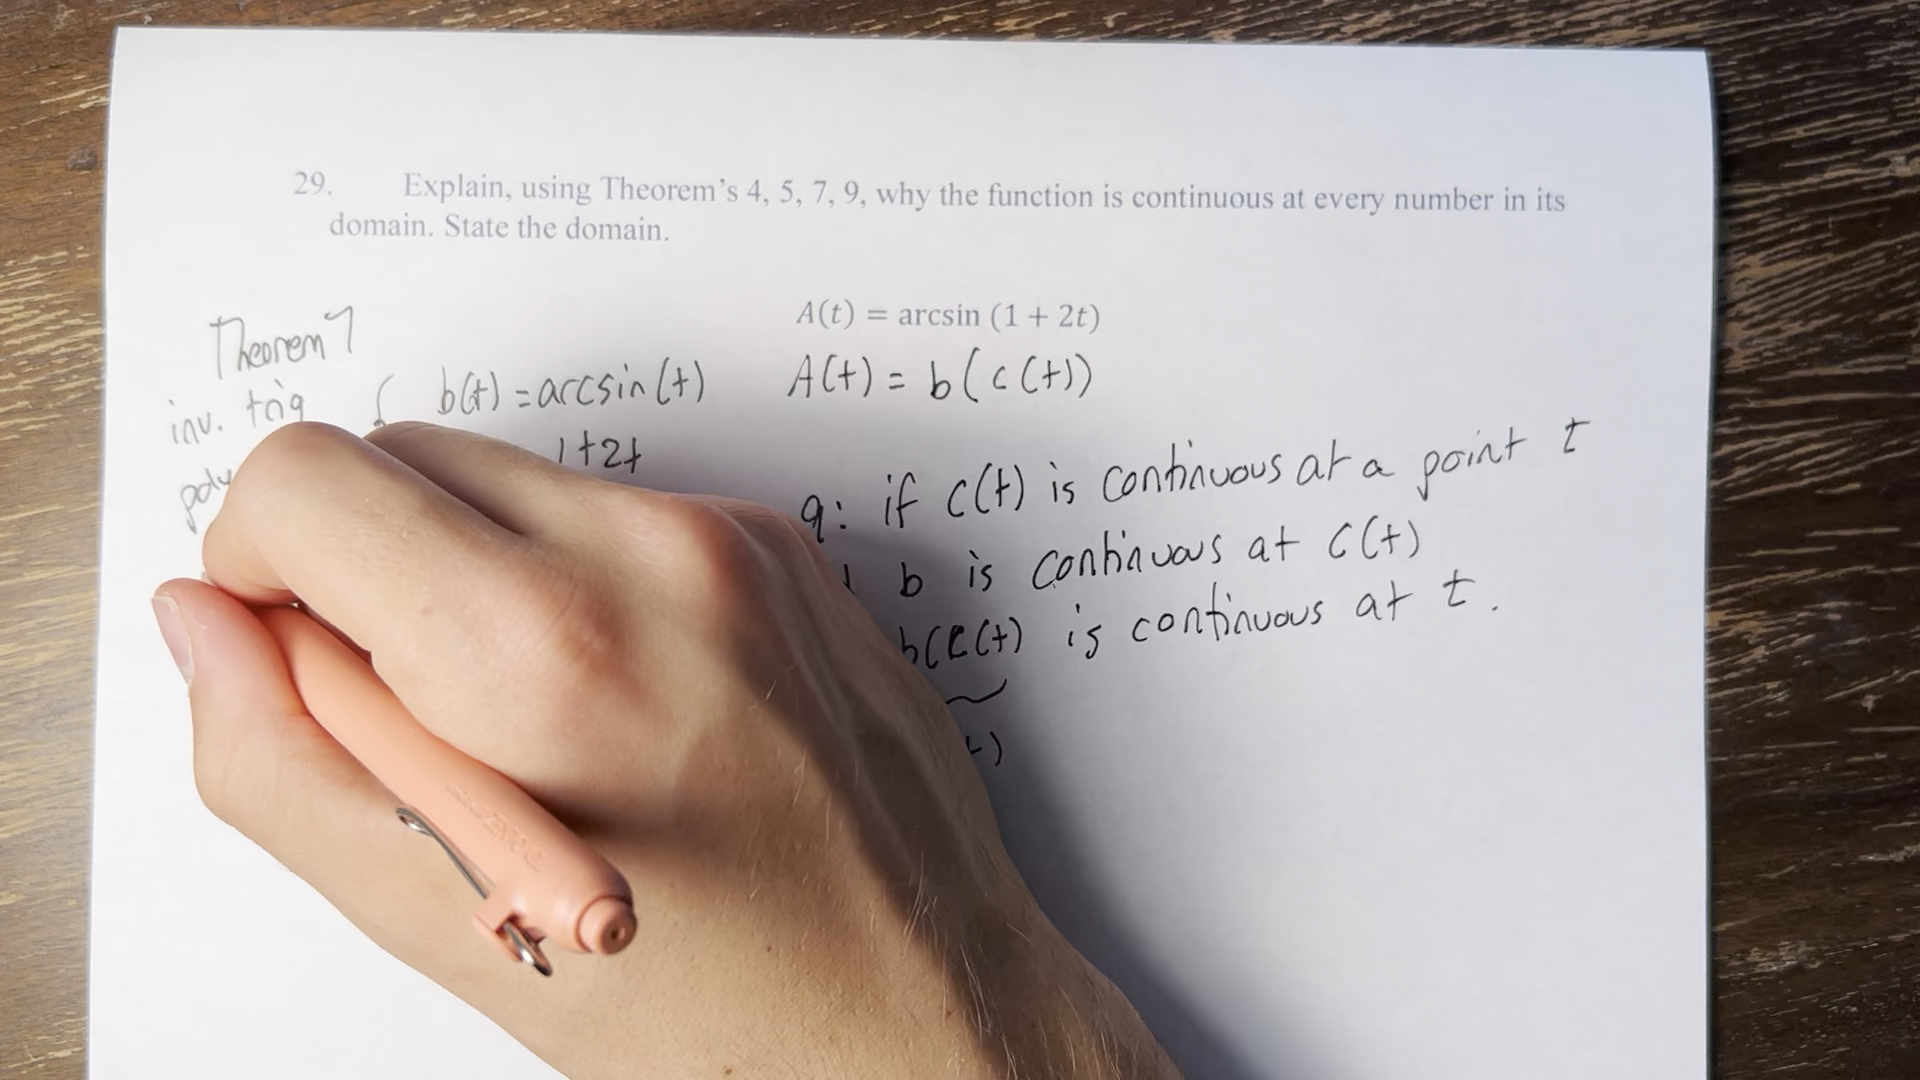 29. Explain, using Theorem's 4, 5, 7, 9, why the function is continuous at every number in its
domain. State the domain.
A(t) = arcsin (1 + 2t)
Theorem 7
inv. trig
poly
b(t) = arcsin(t)
1+2t
A(t) = b(c(t))
9: if c(t) is continuous at a point t
b is continuous at c(t)
b(c(t) is continuous at t.
t)